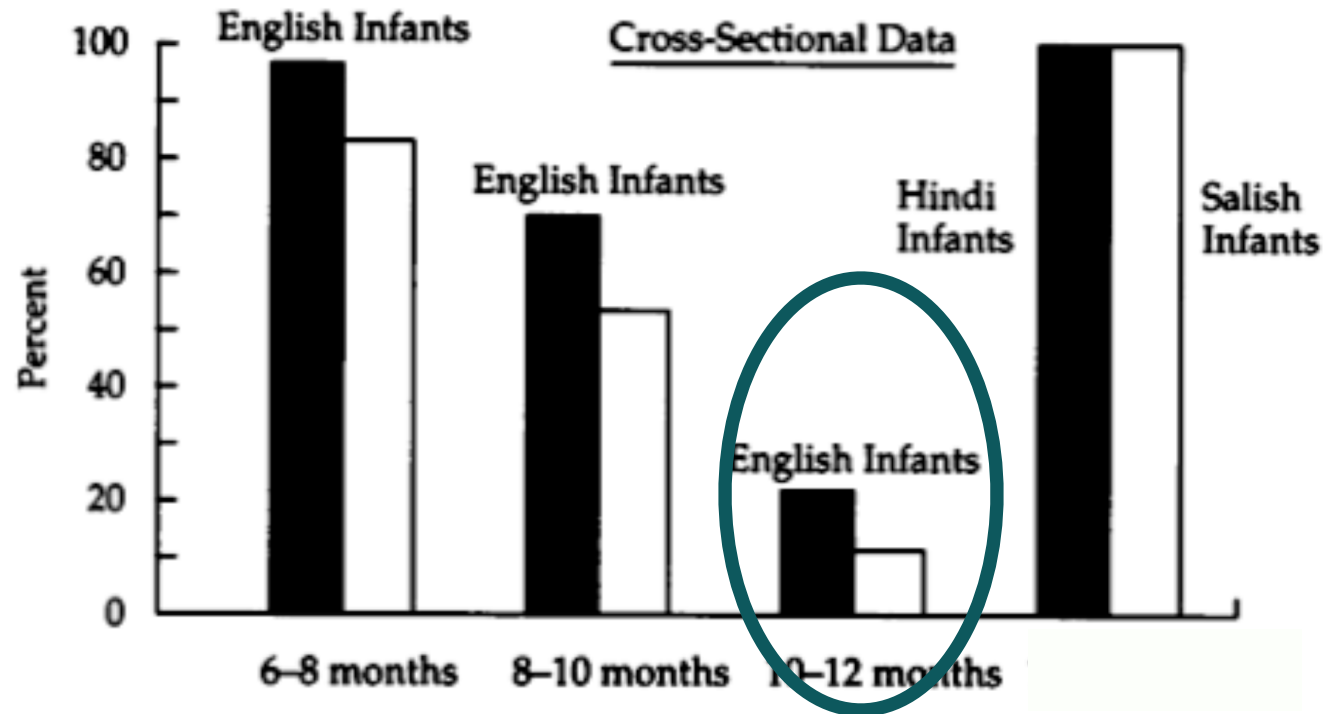 English Infants
Cross-Sectional Data
100
80
60
40
20
0
Percent
English Infants
Hindi
Infants
Salish
Infants
English Infants
6–8 months
8–10 months
10–12 months